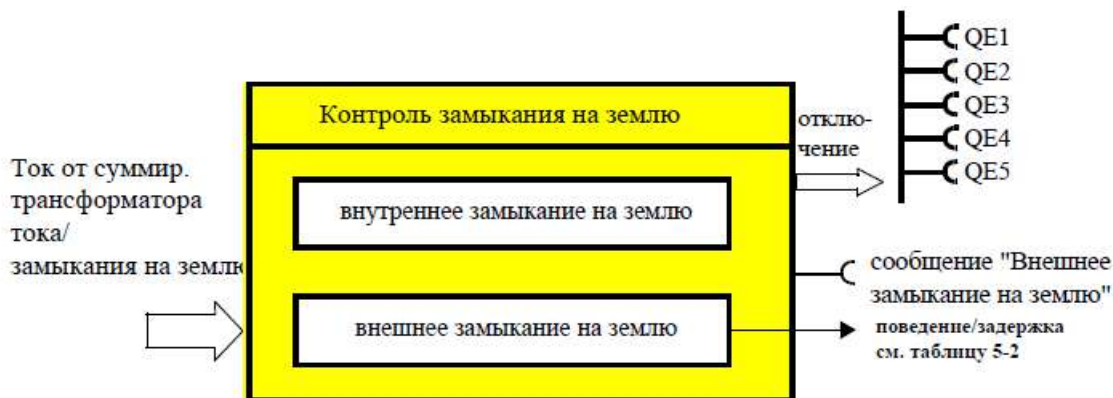 Ток от суммир.
трансформатора
тока/
замыкания на землю
Контроль замыкания на землю
внутреннее замыкание на землю
внешнее замыкание на землю
отклю-
чение
QE1
QE2
QE3
QE4
QE5
сообщение "Внешнее
замыкание на землю"
поведение/задержка
см. таблицу 5-2